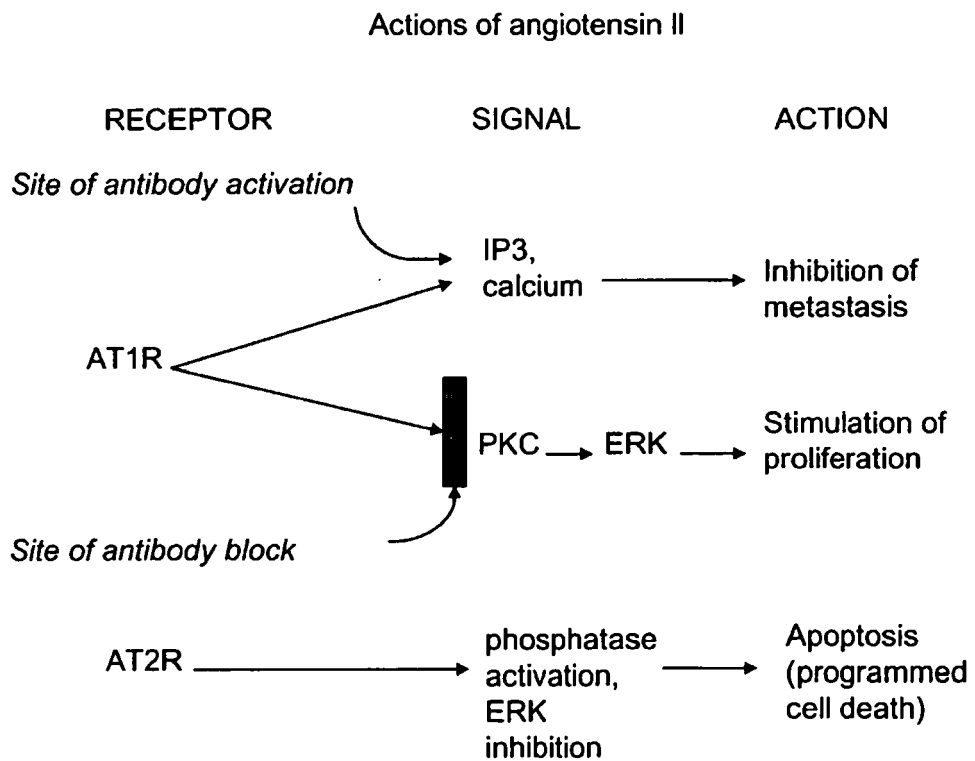 Actions of angiotensin II
RECEPTOR SIGNAL ACTION
Site of antibody activation
IP3,
calcium
Inhibition of
metastasis
AT1R
PKC ERK
Stimulation of
proliferation
Site of antibody block
AT2R
phosphatase
activation,
ERK
inhibition
Apoptosis
(programmed
cell death)